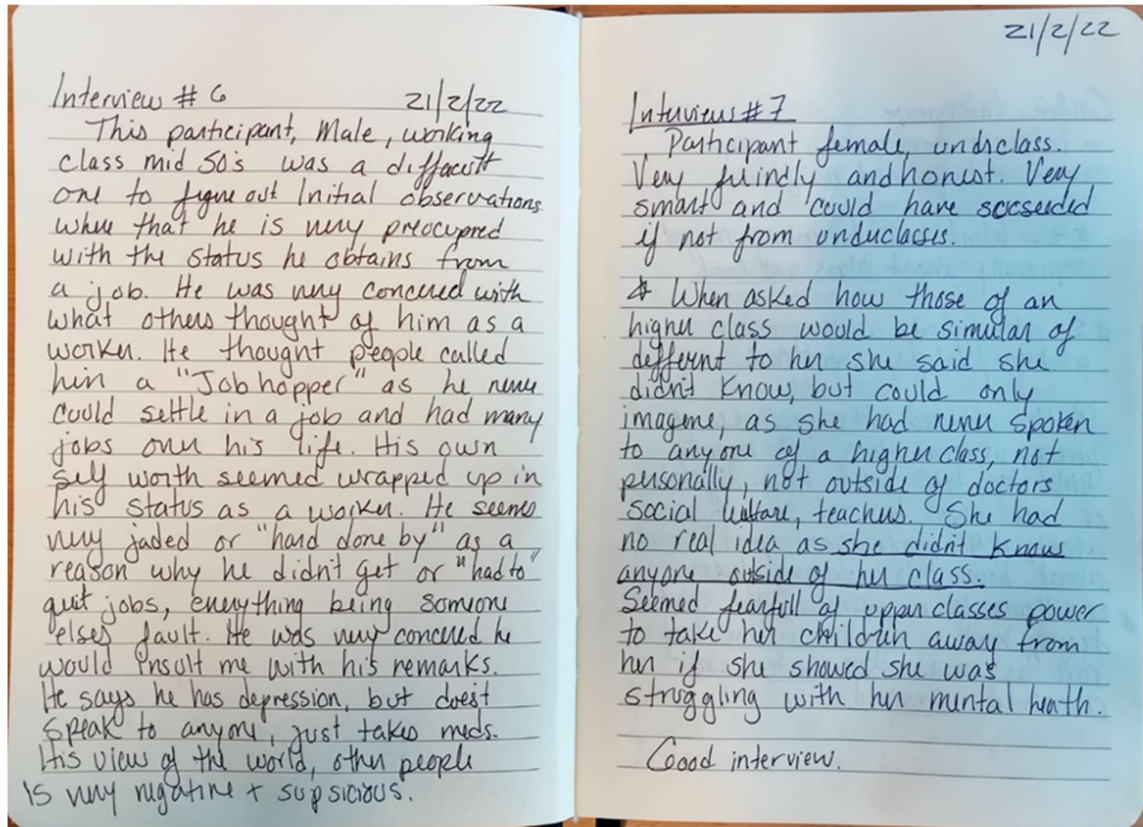 Interview # 6 21/2/22
This participant, Male, working
class mid 50's was a diffacult
one to figure out. Initial observations
where that he is very preocupied
with the status he obtains from
a job. He was very concered with
what others thought of him as a
worker. He thought people called
him a "Job hopper" as he never
could settle in a job and had many
jobs over his life. His own
self worth seemed wrapped up in
his status as a worker. He seems
very jaded or "hard done by" as a
reason why he didn't get or "had to"
quit jobs, everything being someone
elses fault. He was very concered he
would insult me with his remarks.
He says he has depression, but does't
speak to anyone, just takes meds.
His view of the world, other people
is very negative + supsicious.
21/2/22
Interview # 7
Participant female, underclass.
Very friendly and honest. Very
smart and could have socseeded
if not from underclasses.
* When asked how those of an
higher class would be simular of
differnt to her she said she
didn't know, but could only
imagine, as she had never spoken
to anyone of a higher class, not
personally, not outside of doctors
social welfare, teachers. She had
no real idea as she didn't know
anyone outside of her class.
Seemed fearfull of upper classes power
to take her children away from
her if she showed she was
struggling with her mental heath.
Good interview.